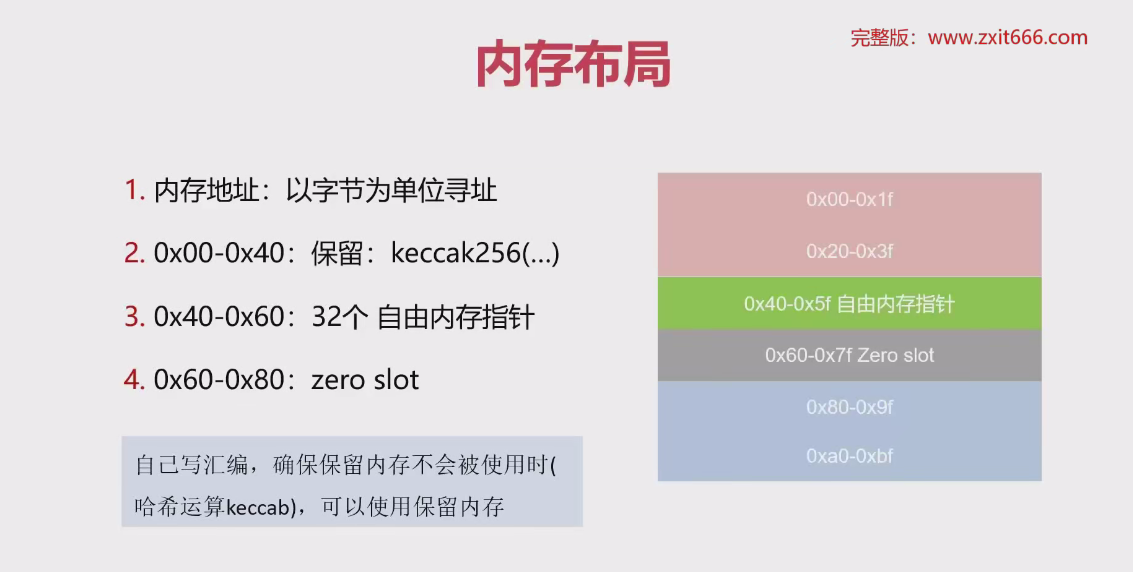 完整版：www.zxit666.com
内存布局
1. 内存地址：以字节为单位寻址
2. 0x00-0x40：保留：keccak256(...)
3. 0x40-0x60：32个 自由内存指针
4. 0x60-0x80：zero slot
自己写汇编，确保保留内存不会被使用时(
哈希运算keccab)，可以使用保留内存
0x00-0x1f
0x20-0x3f
0x40-0x5f 自由内存指针
0x60-0x7f Zero slot
0x80-0x9f
0xa0-0xbf